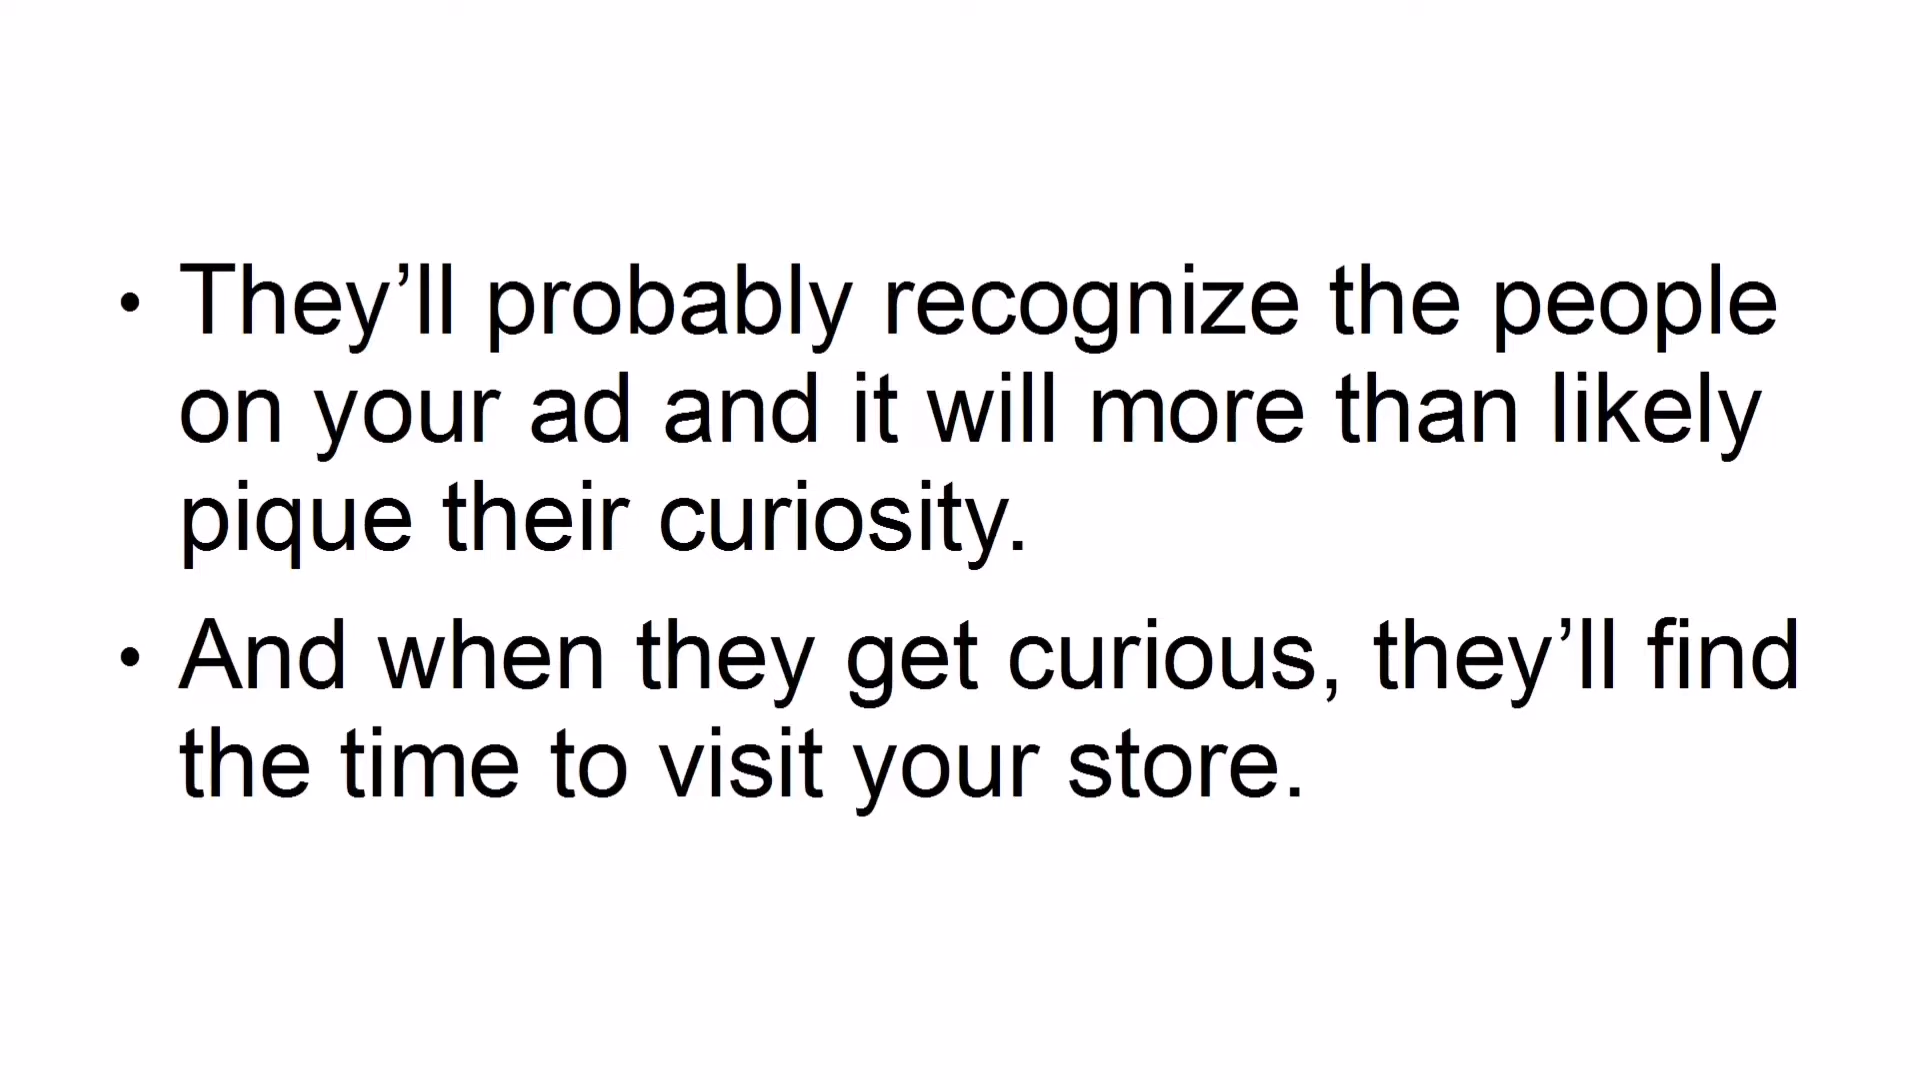 • They’ll probably recognize the people
on your ad and it will more than likely
pique their curiosity.
• And when they get curious, they’ll find
the time to visit your store.